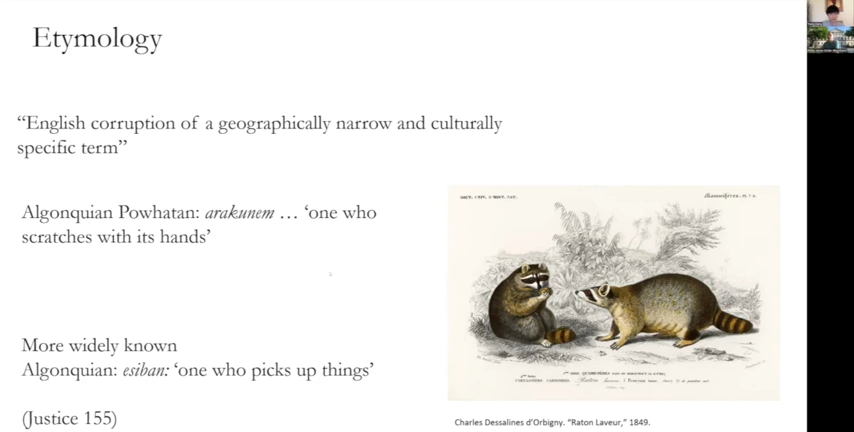 Etymology
“English corruption of a geographically narrow and culturally
specific term”
Algonquian Powhatan: arakunem … ‘one who
scratches with its hands’
More widely known
Algonquian: esiban: ‘one who picks up things’
(Justice 155)
Charles Dessalines d’Orbigny. “Raton Laveur,” 1849.